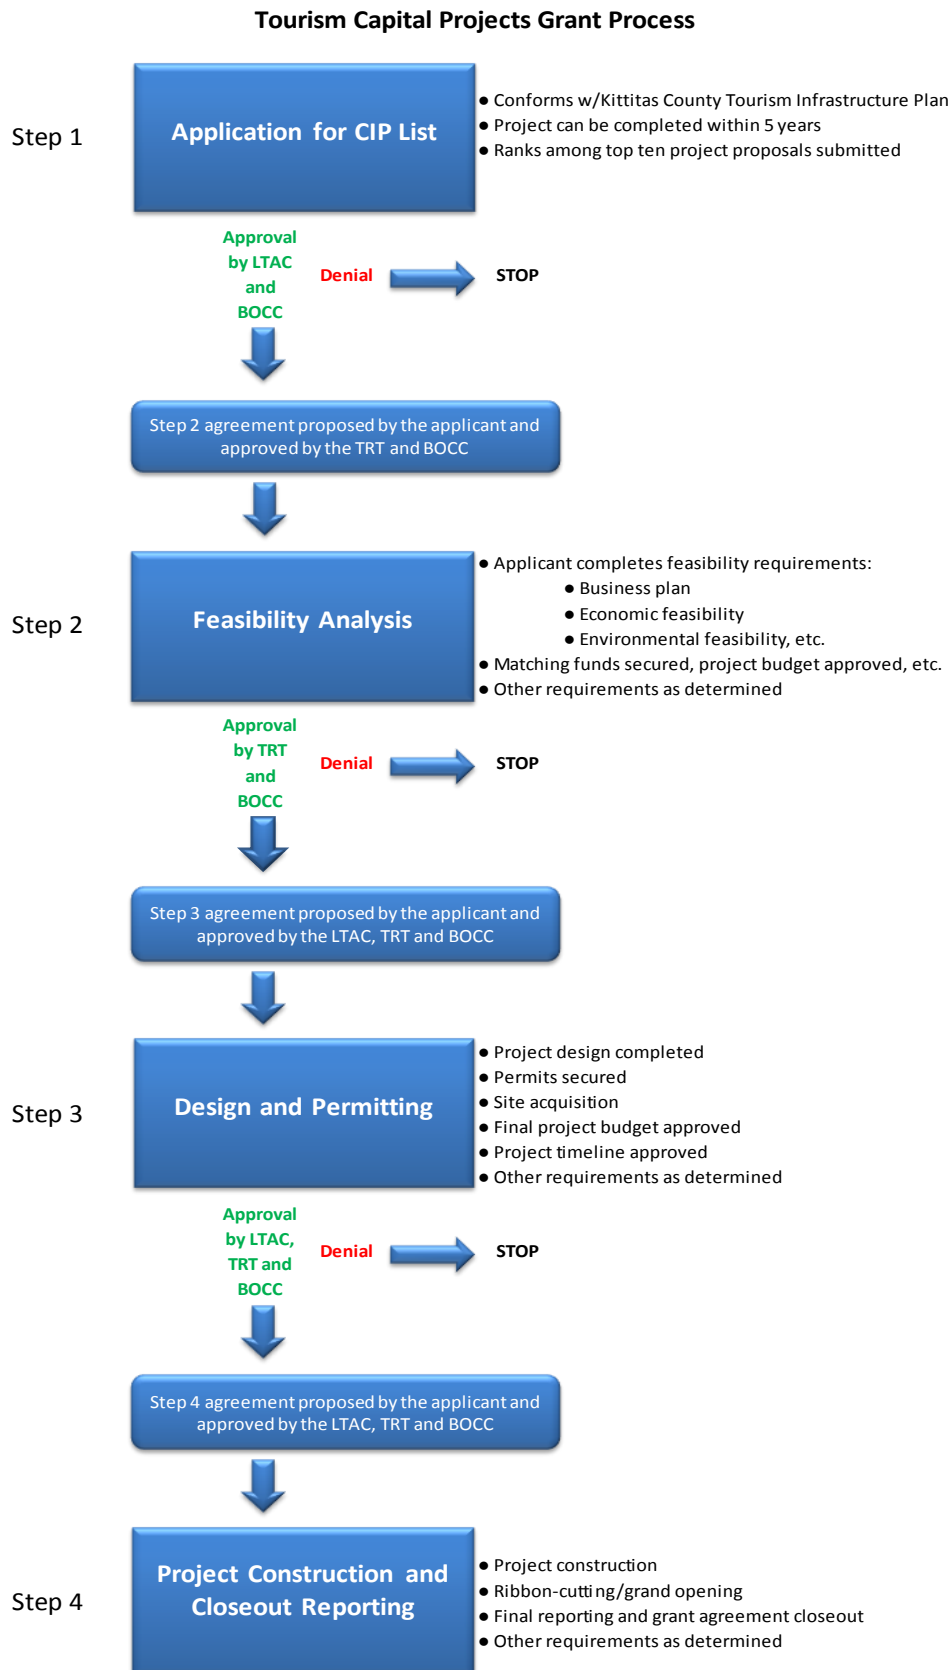 Tourism Capital Projects Grant Process
Step 1
Application for CIP List
● Conforms w/Kittitas County Tourism Infrastructure Plan
● Project can be completed within 5 years
● Ranks among top ten project proposals submitted
Approval
by LTAC
and
BOCC
Denial
STOP
Step 2 agreement proposed by the applicant and
approved by the TRT and BOCC
Step 2
Feasibility Analysis
● Applicant completes feasibility requirements:
● Business plan
● Economic feasibility
● Environmental feasibility, etc.
● Matching funds secured, project budget approved, etc.
● Other requirements as determined
Approval
by TRT
and
BOCC
Denial
STOP
Step 3 agreement proposed by the applicant and
approved by the LTAC, TRT and BOCC
Step 3
Design and Permitting
● Project design completed
● Permits secured
● Site acquisition
● Final project budget approved
● Project timeline approved
● Other requirements as determined
Approval
by LTAC,
TRT and
BOCC
Denial
STOP
Step 4 agreement proposed by the applicant and
approved by the LTAC, TRT and BOCC
Step 4
Project Construction and
Closeout Reporting
● Project construction
● Ribbon-cutting/grand opening
● Final reporting and grant agreement closeout
● Other requirements as determined